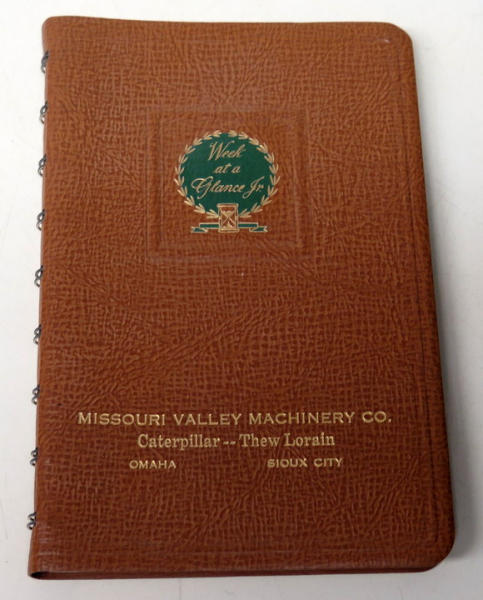 Week
at a
Glance Jr.
MISSOURI VALLEY MACHINERY CO.
Caterpillar -- Thew Lorain
OMAHA SIOUX CITY